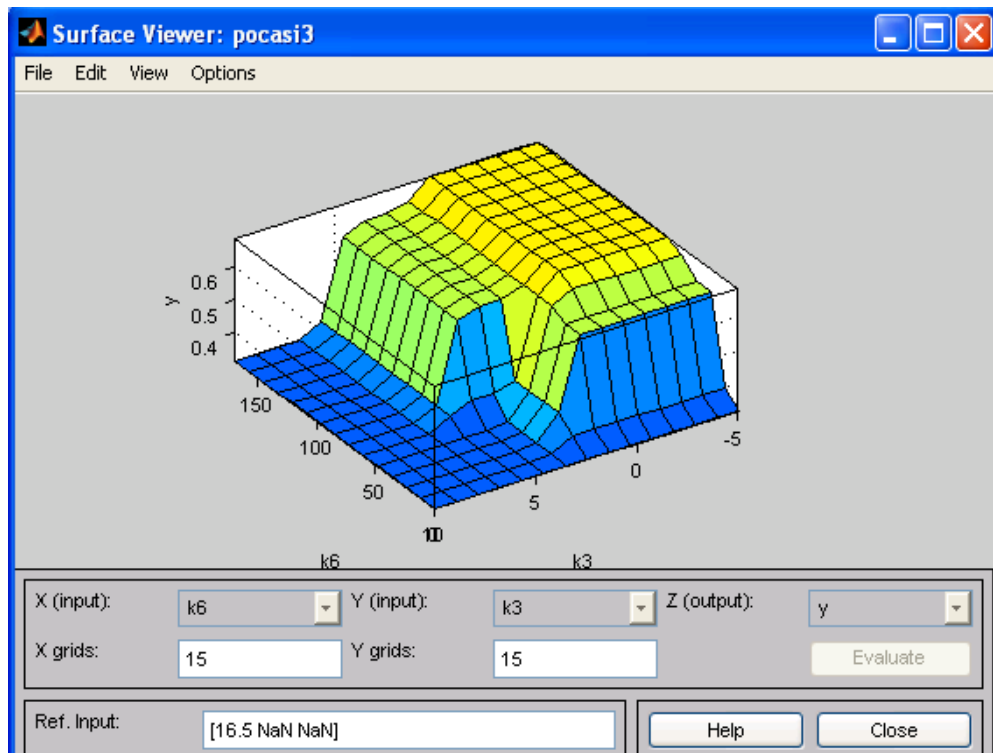 Surface Viewer: pocasi3
File Edit View Options
0.6
0.5
0.4
y
150
100
50
5
0
-5
k6
k3
X (input): k6 Y (input): k3 Z (output): y
X grids: 15 Y grids: 15 Evaluate
Ref. Input: [16.5 NaN NaN] Help Close